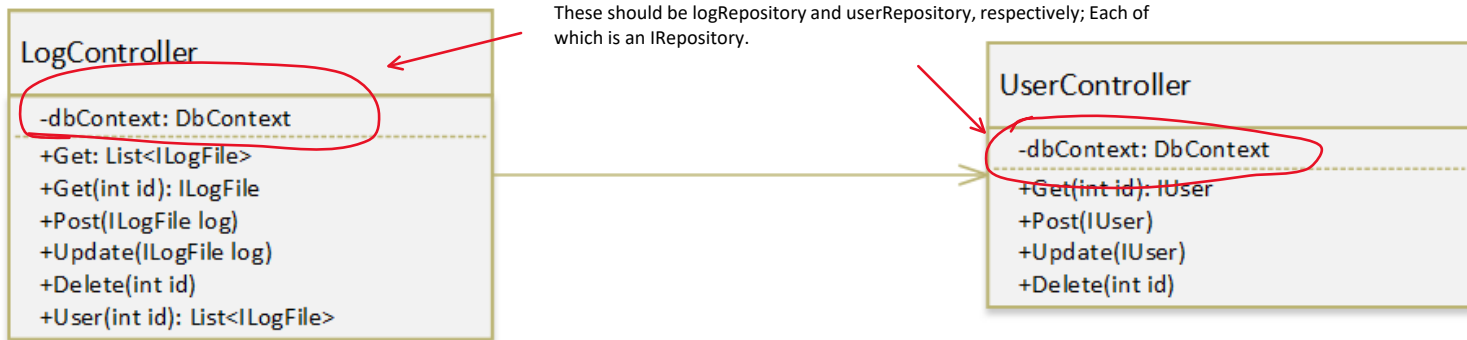 These should be logRepository and userRepository, respectively; Each of
which is an IRepository.
LogController
-dbContext: DbContext
+Get: List<ILogFile>
+Get(int id): ILogFile
+Post(ILogFile log)
+Update(ILogFile log)
+Delete(int id)
+User(int id): List<ILogFile>
UserController
-dbContext: DbContext
+Get(int id): IUser
+Post(IUser)
+Update(IUser)
+Delete(int id)